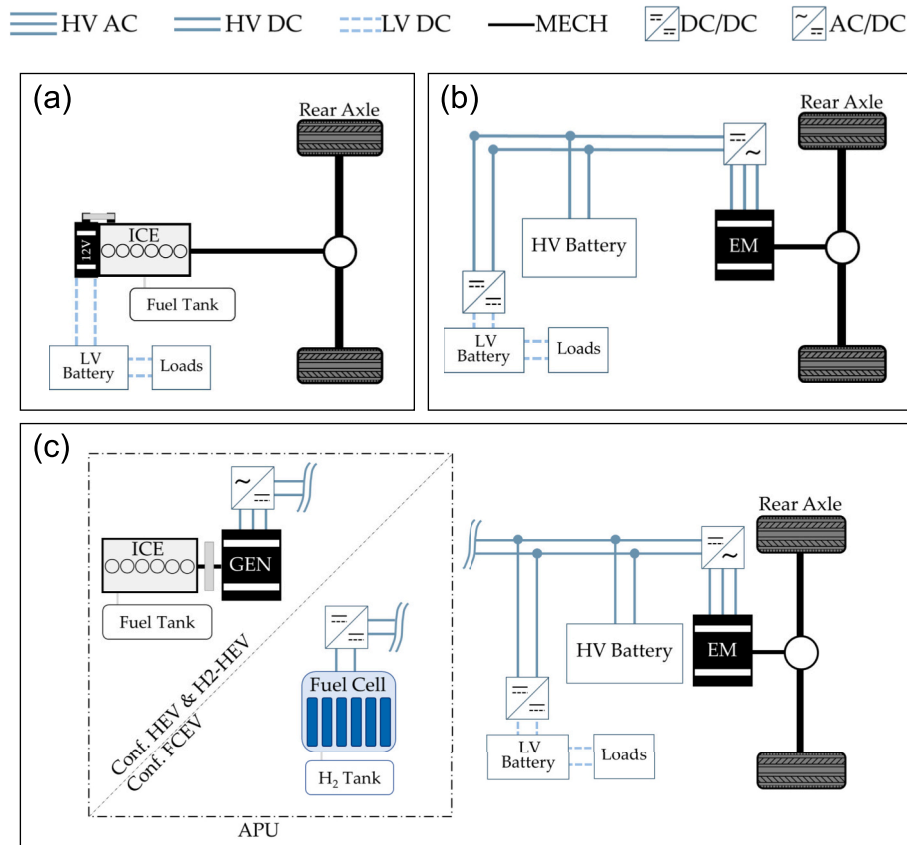 HV AC HV DC LV DC MECH DC/DC AC/DC
(a)
Rear Axle
12V
ICE
Fuel Tank
LV
Battery
Loads
(b)
Rear Axle
HV Battery
EM
LV
Battery
Loads
(c)
ICE
GEN
Fuel Tank
Fuel Cell
H₂ Tank
Conf. HEV & H2-HEV
Conf. FCEV
APU
Rear Axle
HV Battery
EM
LV
Battery
Loads